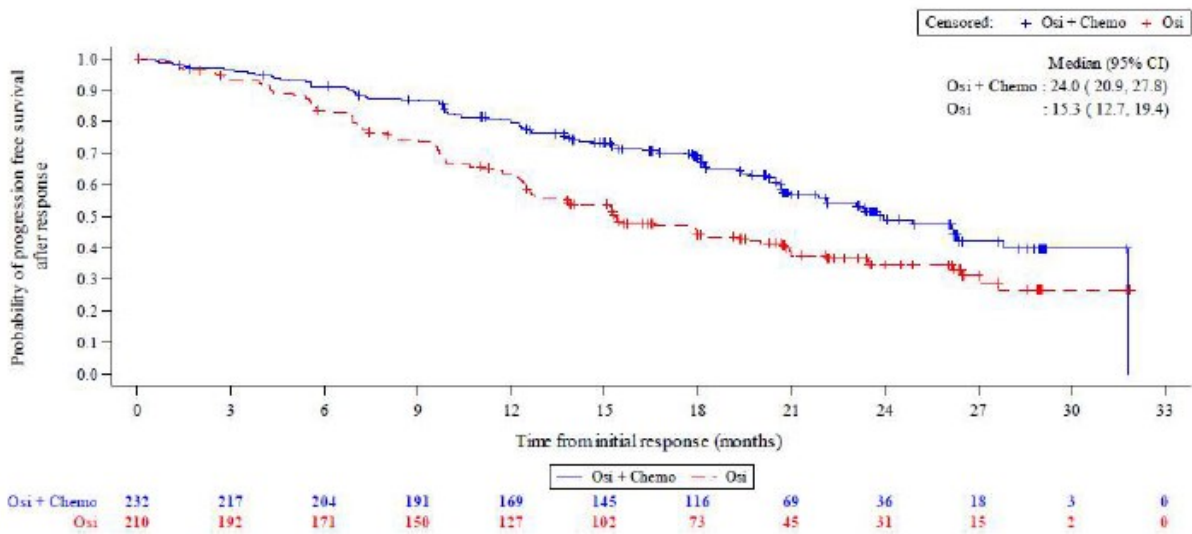 Censored: + Osi + Chemo + Osi
Median (95% CI)
Osi + Chemo : 24.0 ( 20.9, 27.8)
Osi : 15.3 ( 12.7, 19.4)
Probability of progression free survival
after response
1.0
0.9
0.8
0.7
0.6
0.5
0.4
0.3
0.2
0.1
0.0
0 3 6 9 12 15 18 21 24 27 30 33
Time from initial response (months)
Osi + Chemo Osi
Osi + Chemo 232 217 204 191 169 145 116 69 36 18 3 0
Osi 210 192 171 150 127 102 73 45 31 15 2 0